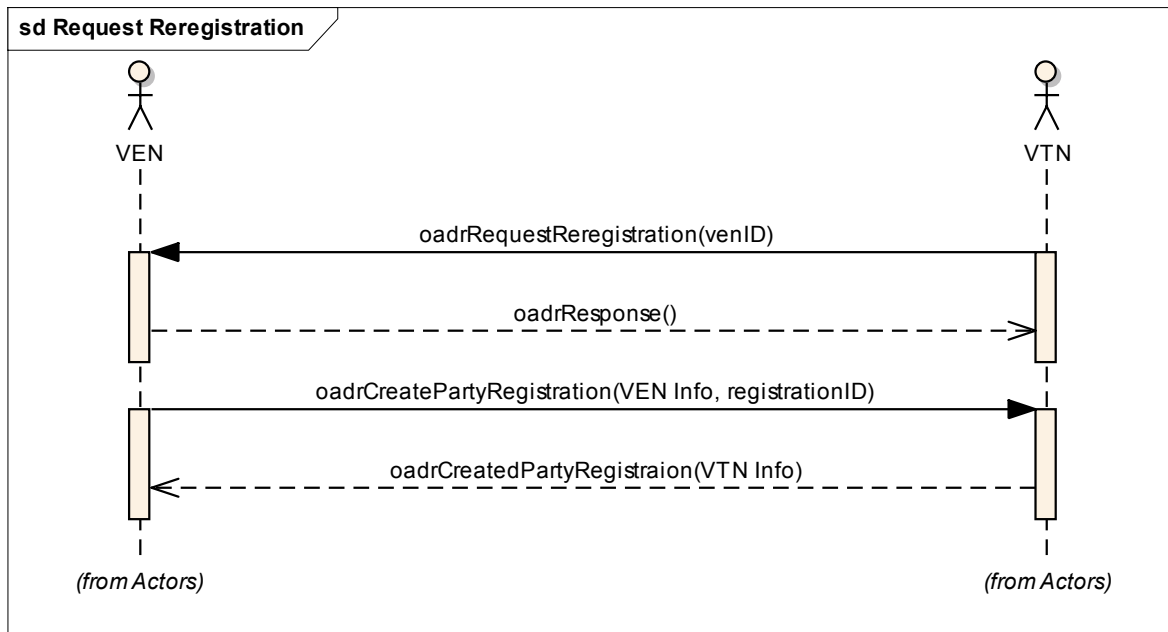 sd Request Reregistration
VEN
VTN
oadrRequestReregistration(venID)
oadrResponse()
oadrCreatePartyRegistration(VEN Info, registrationID)
oadrCreatedPartyRegistraion(VTN Info)
(from Actors)
(from Actors)